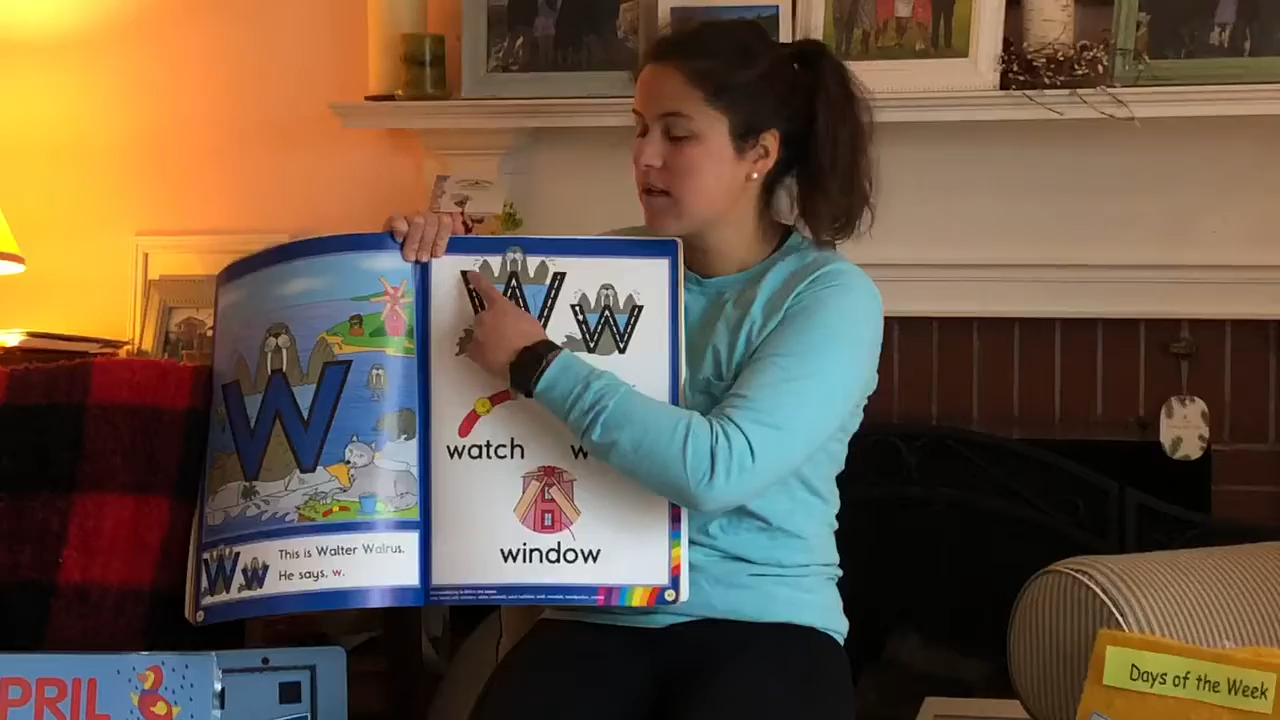 W
W w
W w
This is Walter Walrus.
He says, w.
watch
w
window
PRIL
Days of the Week